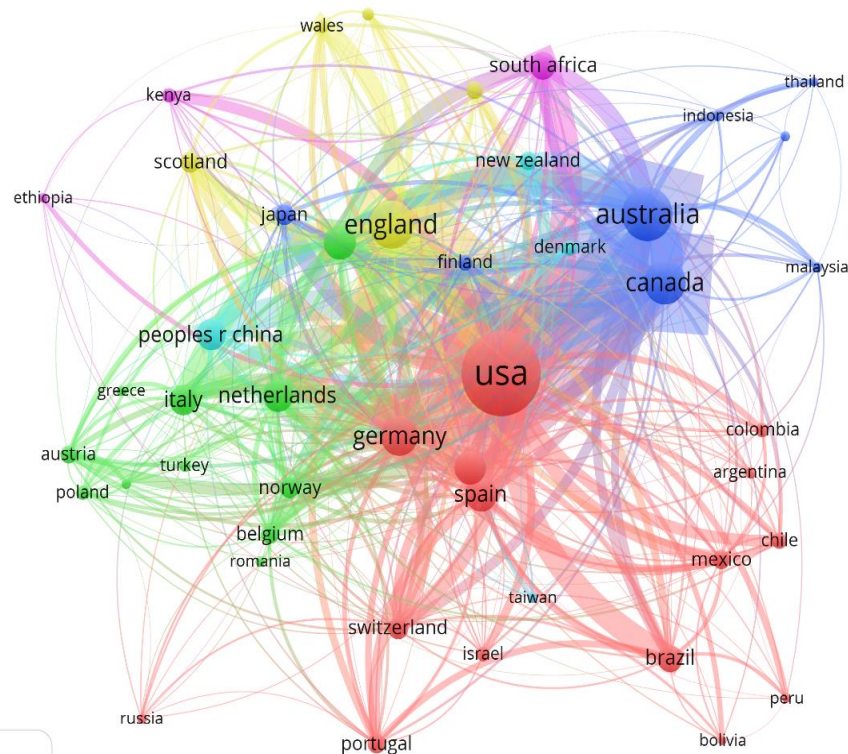 wales
south africa
thailand
kenya
indonesia
scotland
new zealand
ethiopia
japan
england
australia
denmark
finland
malaysia
canada
peoples r china
usa
greece
italy
netherlands
colombia
germany
austria
turkey
argentina
poland
norway
spain
belgium
chile
romania
mexico
taiwan
switzerland
israel
brazil
peru
russia
portugal
bolivia